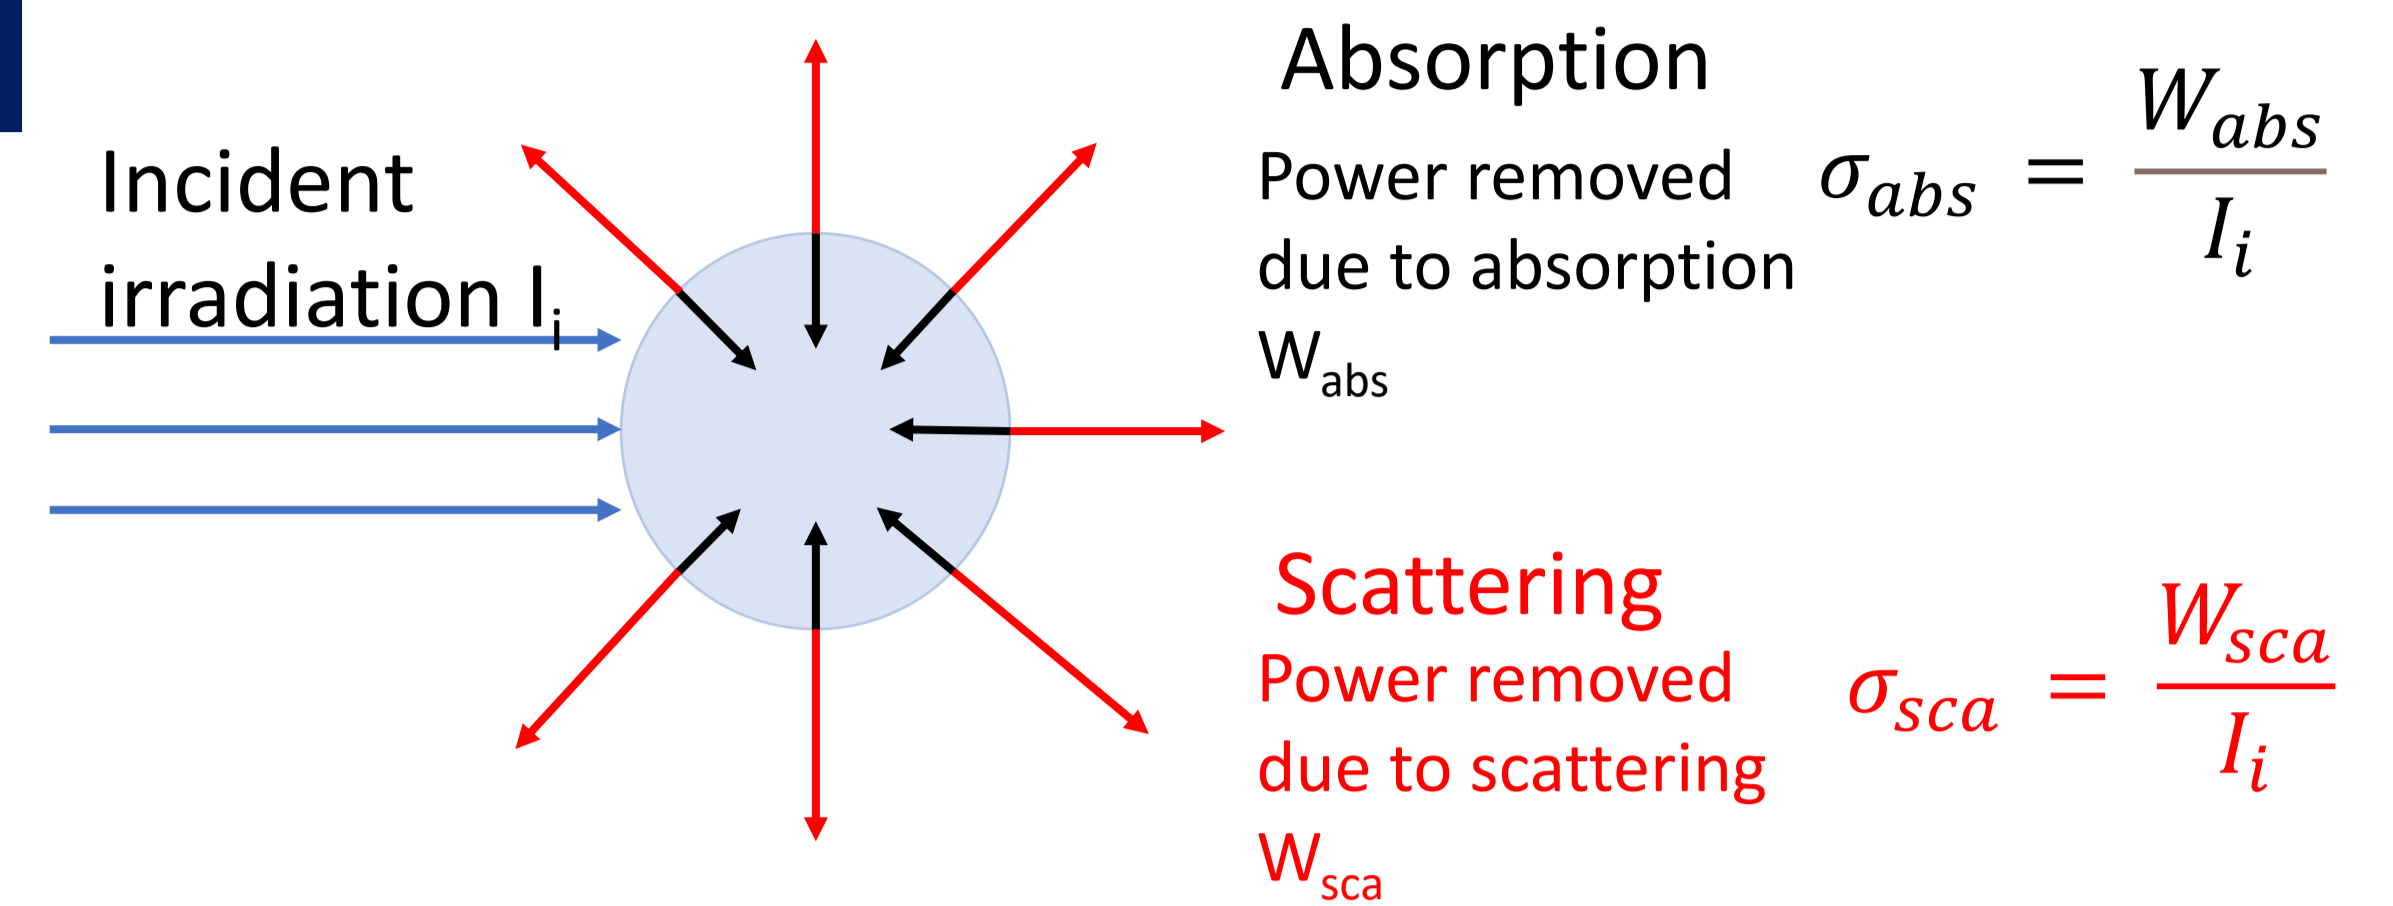 Incident
irradiation Iᵢ
Absorption
Power removed
due to absorption
W_abs
σ_abs = W_abs / I_i
Scattering
Power removed
due to scattering
W_sca
σ_sca = W_sca / I_i